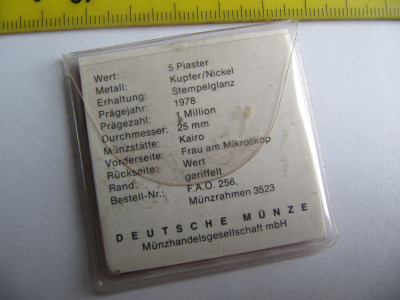 Wert: 5 Piaster
Metall: Kupfer/Nickel
Erhaltung: Stempelglanz
Prägejahr: 1978
Prägezahl: 1 Million
Durchmesser: 25 mm
Münzstätte: Kairo
Vorderseite: Frau am Mikroskop
Rückseite: Wert
Rand: geriffelt
Bestell-Nr.: F.A.O. 256,
Münzrahmen 3523
DEUTSCHE MÜNZE
Münzhandelsgesellschaft mbH